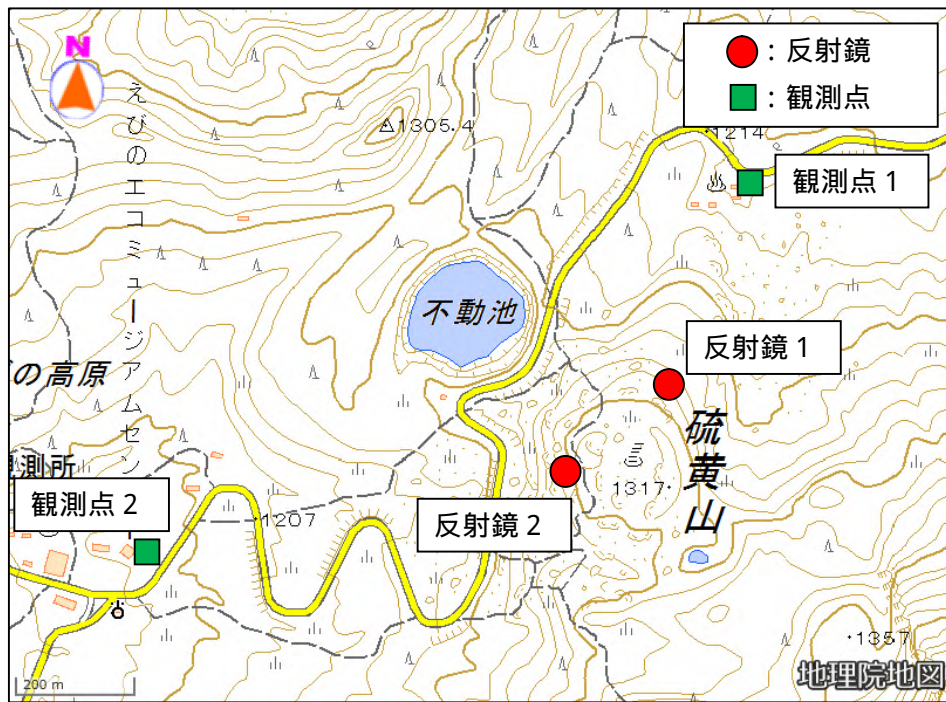 N
:反射鏡
:観測点
えびのエコミュージアムセン
1305.4
1214
観測点1
不動池
反射鏡1
の高原
硫黄山
測所
観測点2
1207
反射鏡2
1317
1357
200 m
地理院地図